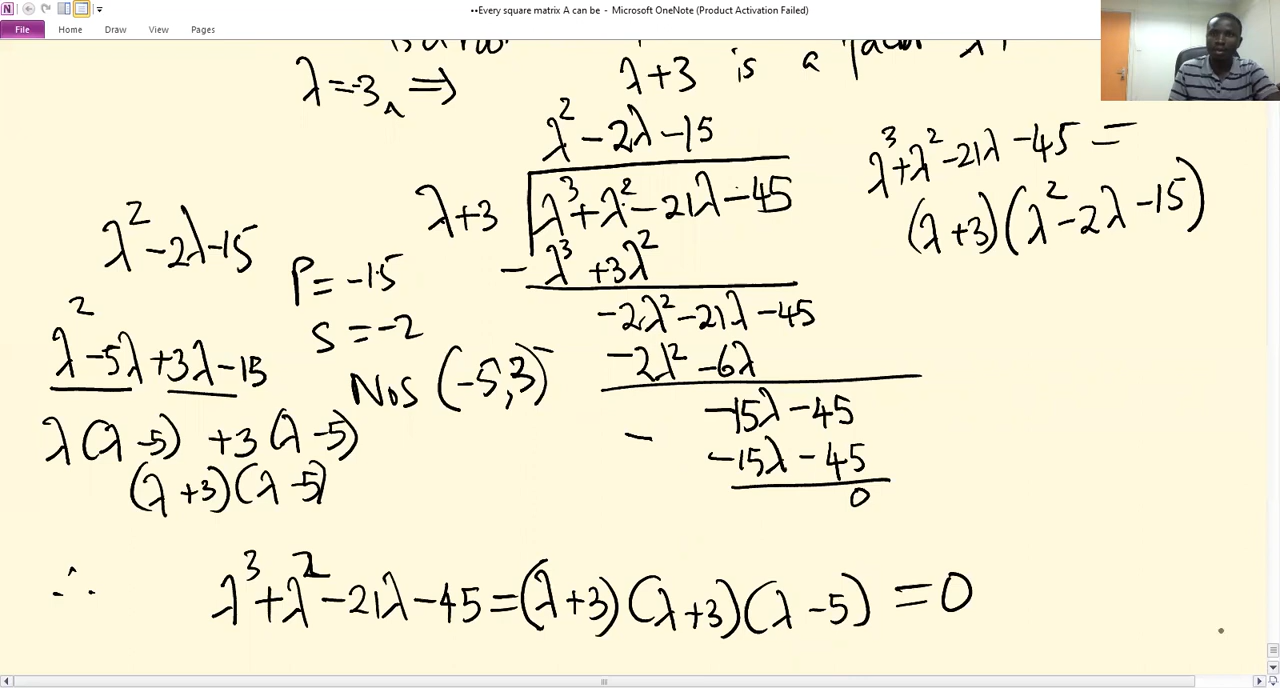 ••Every square matrix A can be - Microsoft OneNote (Product Activation Failed)
File Home Draw View Pages
λ=-3 ⇒ λ+3 is a
λ² - 2λ - 15
λ+3 λ³+λ² - 21λ - 45
- λ³ + 3λ²
-2λ² - 21λ - 45
-2λ² - 6λ
-15λ - 45
- -15λ - 45
0
λ³+λ² - 21λ - 45 =
(λ+3)(λ² - 2λ - 15)
λ² - 2λ - 15
P = -15
S = -2
Nos (-5,3)
λ² - 5λ + 3λ - 15
λ(λ - 5) + 3(λ - 5)
(λ + 3)(λ - 5)
∴ λ³ + λ² - 21λ - 45 = (λ+3)(λ+3)(λ - 5) = 0